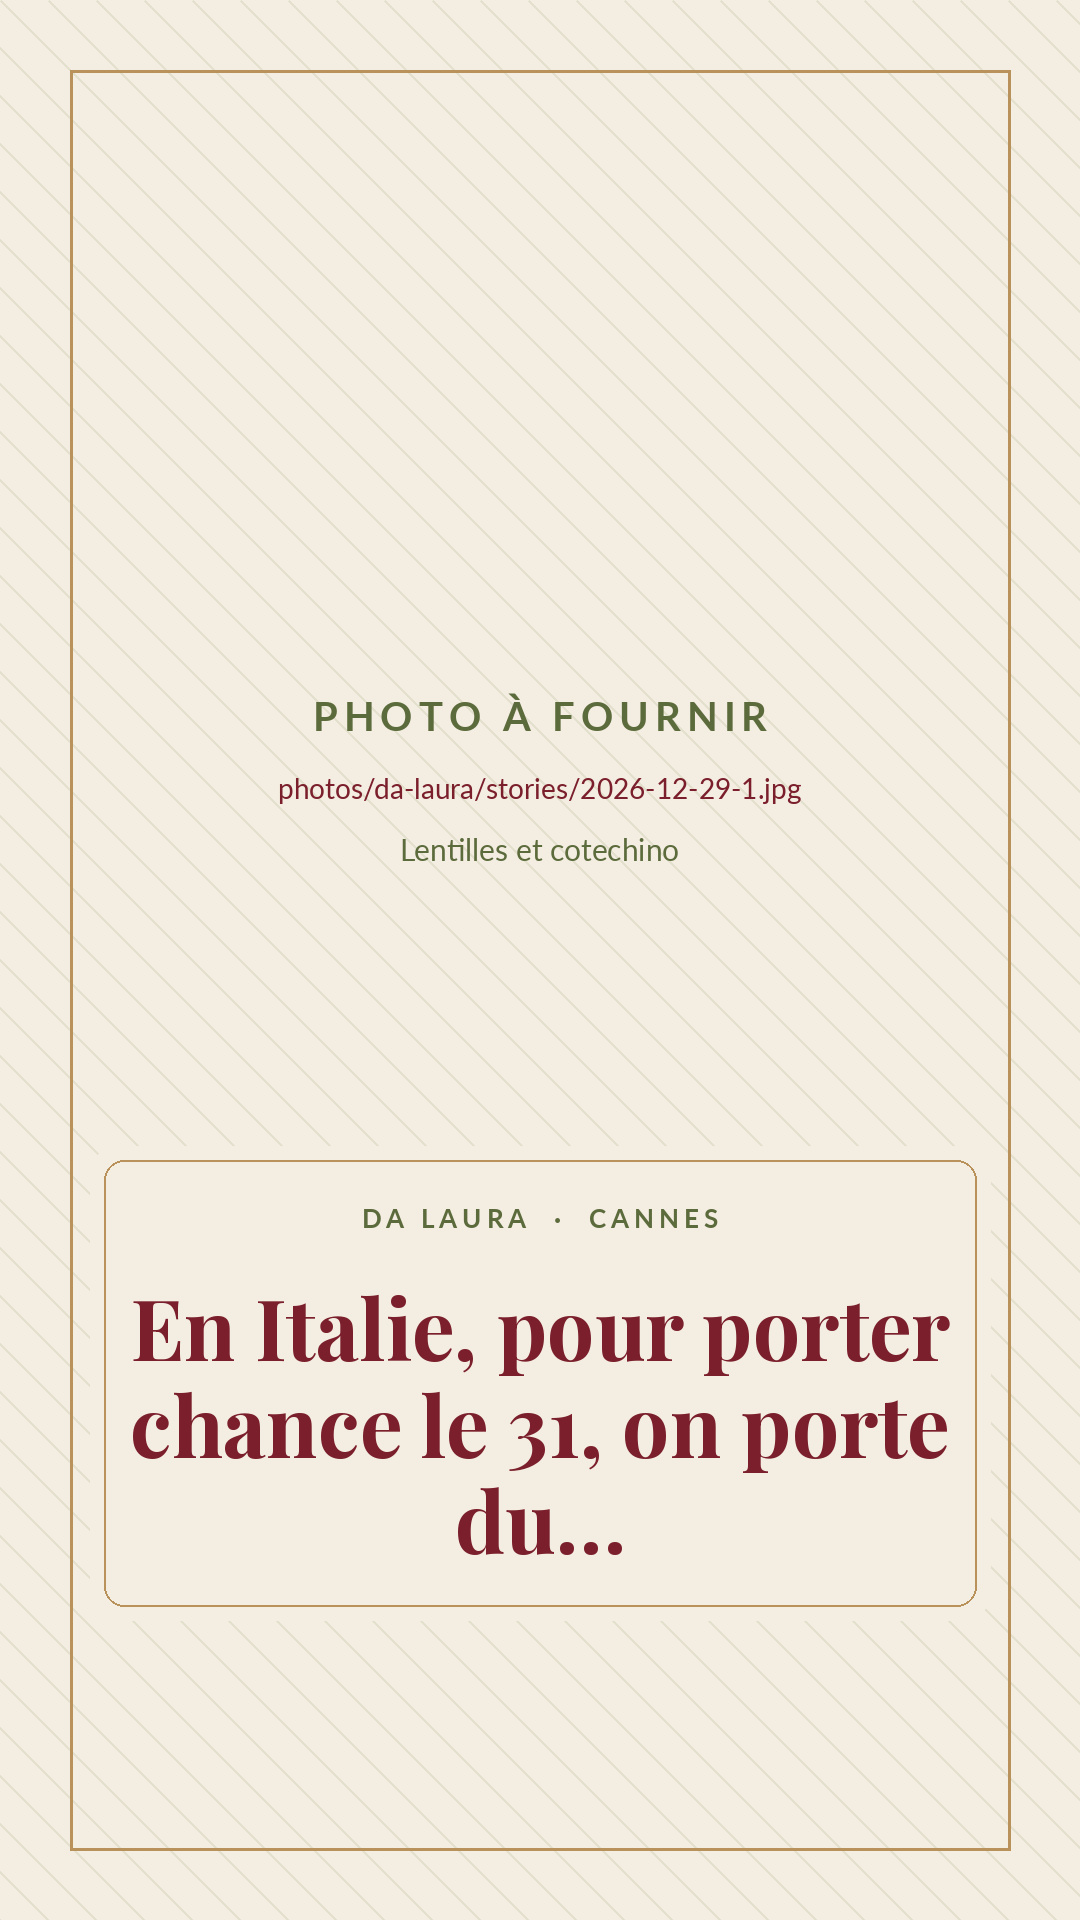 PHOTO À FOURNIR
photos/da-laura/stories/2026-12-29-1.jpg
Lentilles et cotechino
DA LAURA · CANNES
En Italie, pour porter
chance le 31, on porte
du...